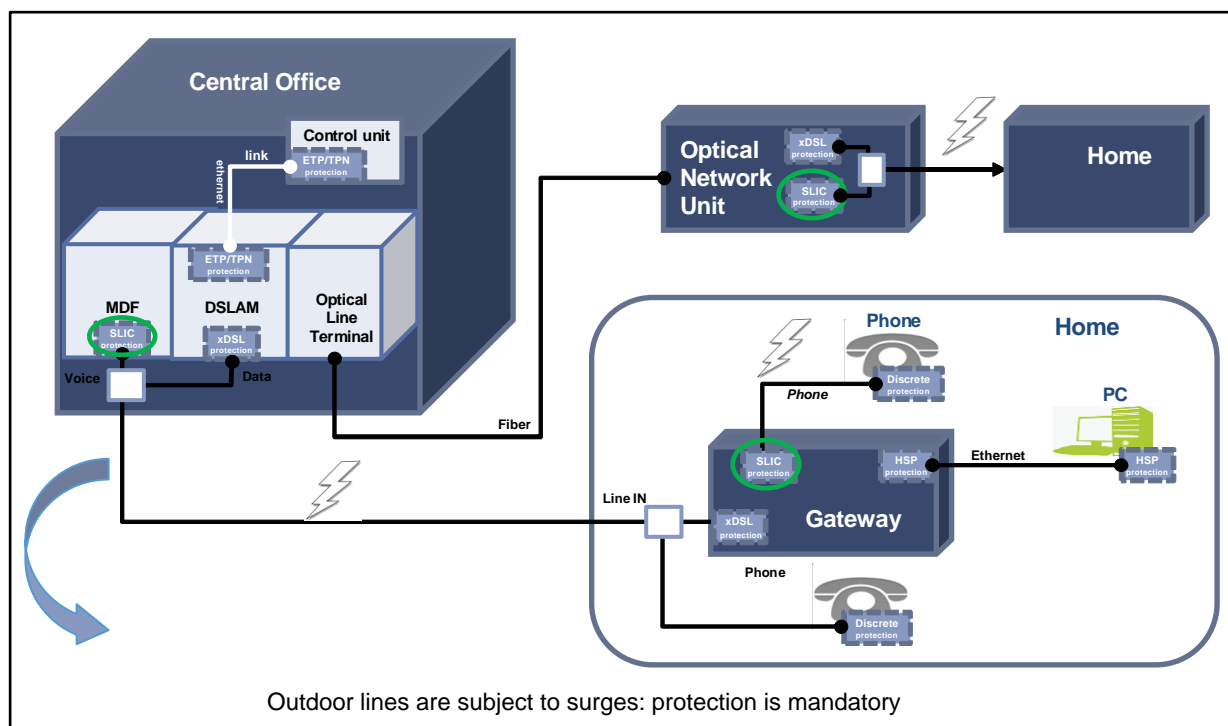 Central Office
Control unit
ETP/TPN
protection
link
ethernet
ETP/TPN
protection
MDF
DSLAM
Optical
Line
Terminal
SLIC
protection
xDSL
protection
Voice
Data
Fiber
Optical
Network
Unit
xDSL
protection
SLIC
protection
Home
Home
Phone
Discrete
protection
Phone
PC
HSP
protection
Ethernet
SLIC
protection
HSP
protection
Line IN
xDSL
protection
Gateway
Phone
Discrete
protection
Outdoor lines are subject to surges: protection is mandatory